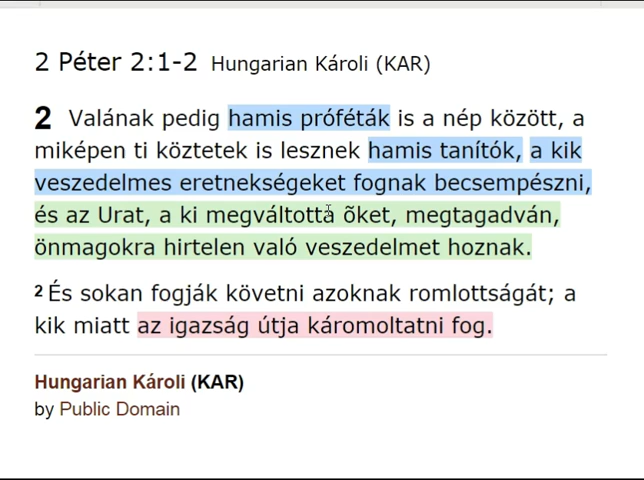 2 Péter 2:1-2 Hungarian Károli (KAR)
2 Valának pedig hamis próféták is a nép között, a
miképen ti köztetek is lesznek hamis tanítók, a kik
veszedelmes eretnekségeket fognak becsempészni,
és az Urat, a ki megváltotta õket, megtagadván,
önmagokra hirtelen való veszedelmet hoznak.
2 És sokan fogják követni azoknak romlottságát; a
kik miatt az igazság útja káromoltatni fog.
Hungarian Károli (KAR)
by Public Domain